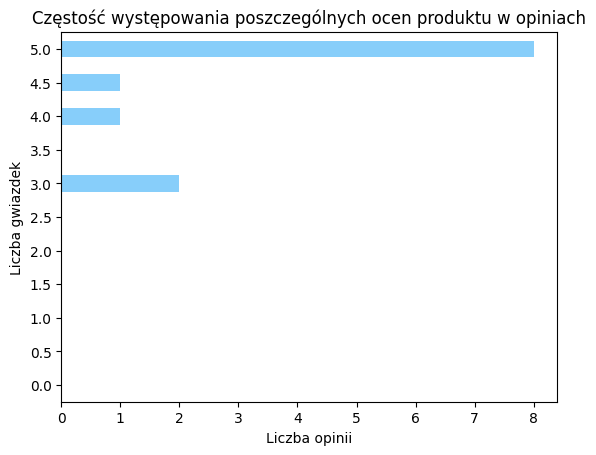 Częstość występowania poszczególnych ocen produktu w opiniach
Liczba gwiazdek
5.0
4.5
4.0
3.5
3.0
2.5
2.0
1.5
1.0
0.5
0.0
0 1 2 3 4 5 6 7 8
Liczba opinii